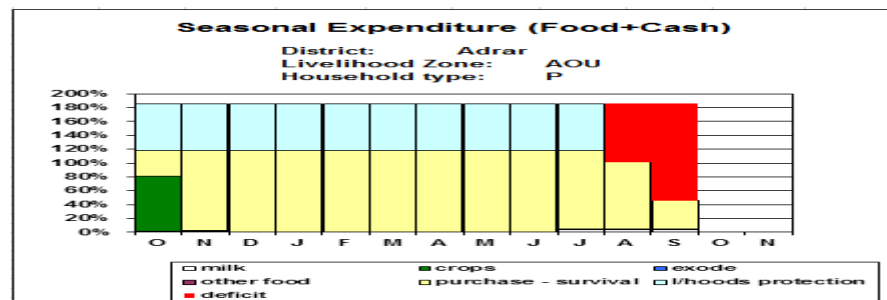 Seasonal Expenditure (Food+Cash)
District: Adrar
Livelihood Zone: AOU
Household type: P
200%
180%
160%
140%
120%
100%
80%
60%
40%
20%
0%
O N D J F M A M J J A S O N
milk crops exode
other food purchase - survival l/hoods protection
deficit